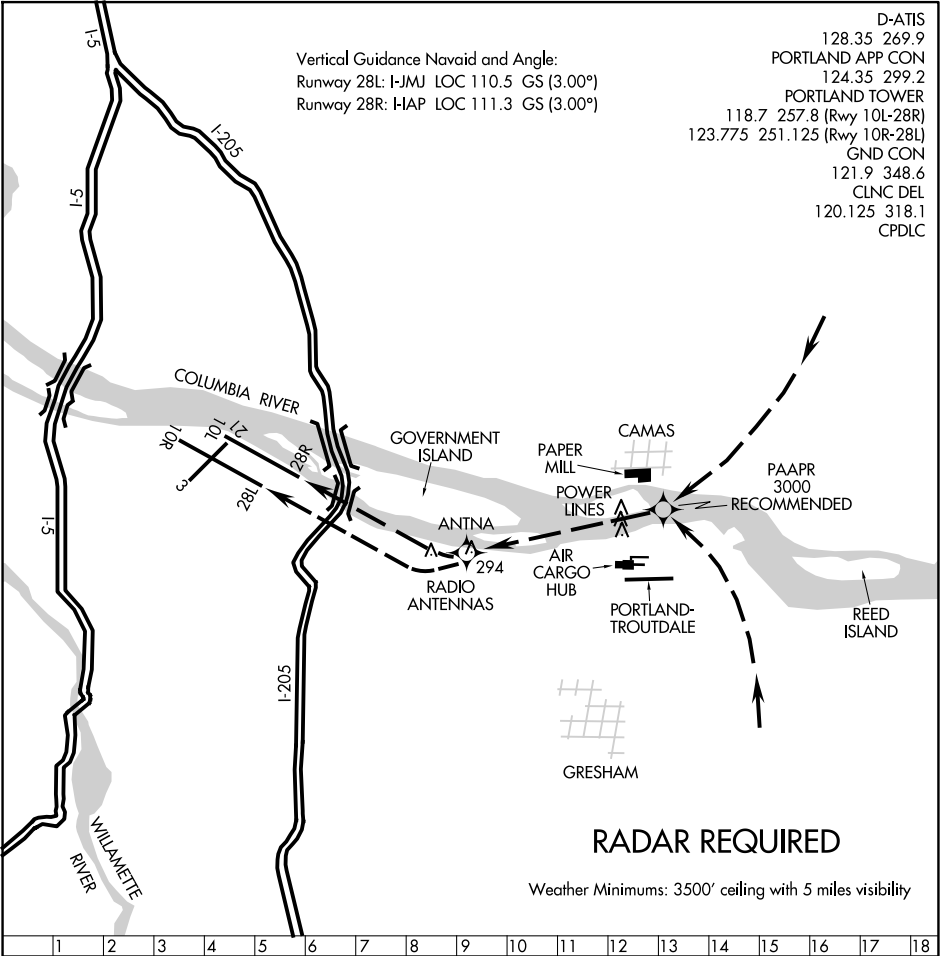 D-ATIS
128.35 269.9
PORTLAND APP CON
124.35 299.2
PORTLAND TOWER
118.7 257.8 (Rwy 10L-28R)
123.775 251.125 (Rwy 10R-28L)
GND CON
121.9 348.6
CLNC DEL
120.125 318.1
CPDLC
Vertical Guidance Navaid and Angle:
Runway 28L: I-JMJ LOC 110.5 GS (3.00°)
Runway 28R: I-IAP LOC 111.3 GS (3.00°)
I-5
I-205
I-5
COLUMBIA RIVER
10R
10L
21
3
28L
28R
GOVERNMENT
ISLAND
CAMAS
PAPER
MILL
POWER
LINES
PAAPR
3000
RECOMMENDED
ANTNA
294
RADIO
ANTENNAS
AIR
CARGO
HUB
PORTLAND-
TROUTDALE
REED
ISLAND
I-5
I-205
GRESHAM
WILLAMETTE
RIVER
RADAR REQUIRED
Weather Minimums: 3500' ceiling with 5 miles visibility
1 2 3 4 5 6 7 8 9 10 11 12 13 14 15 16 17 18